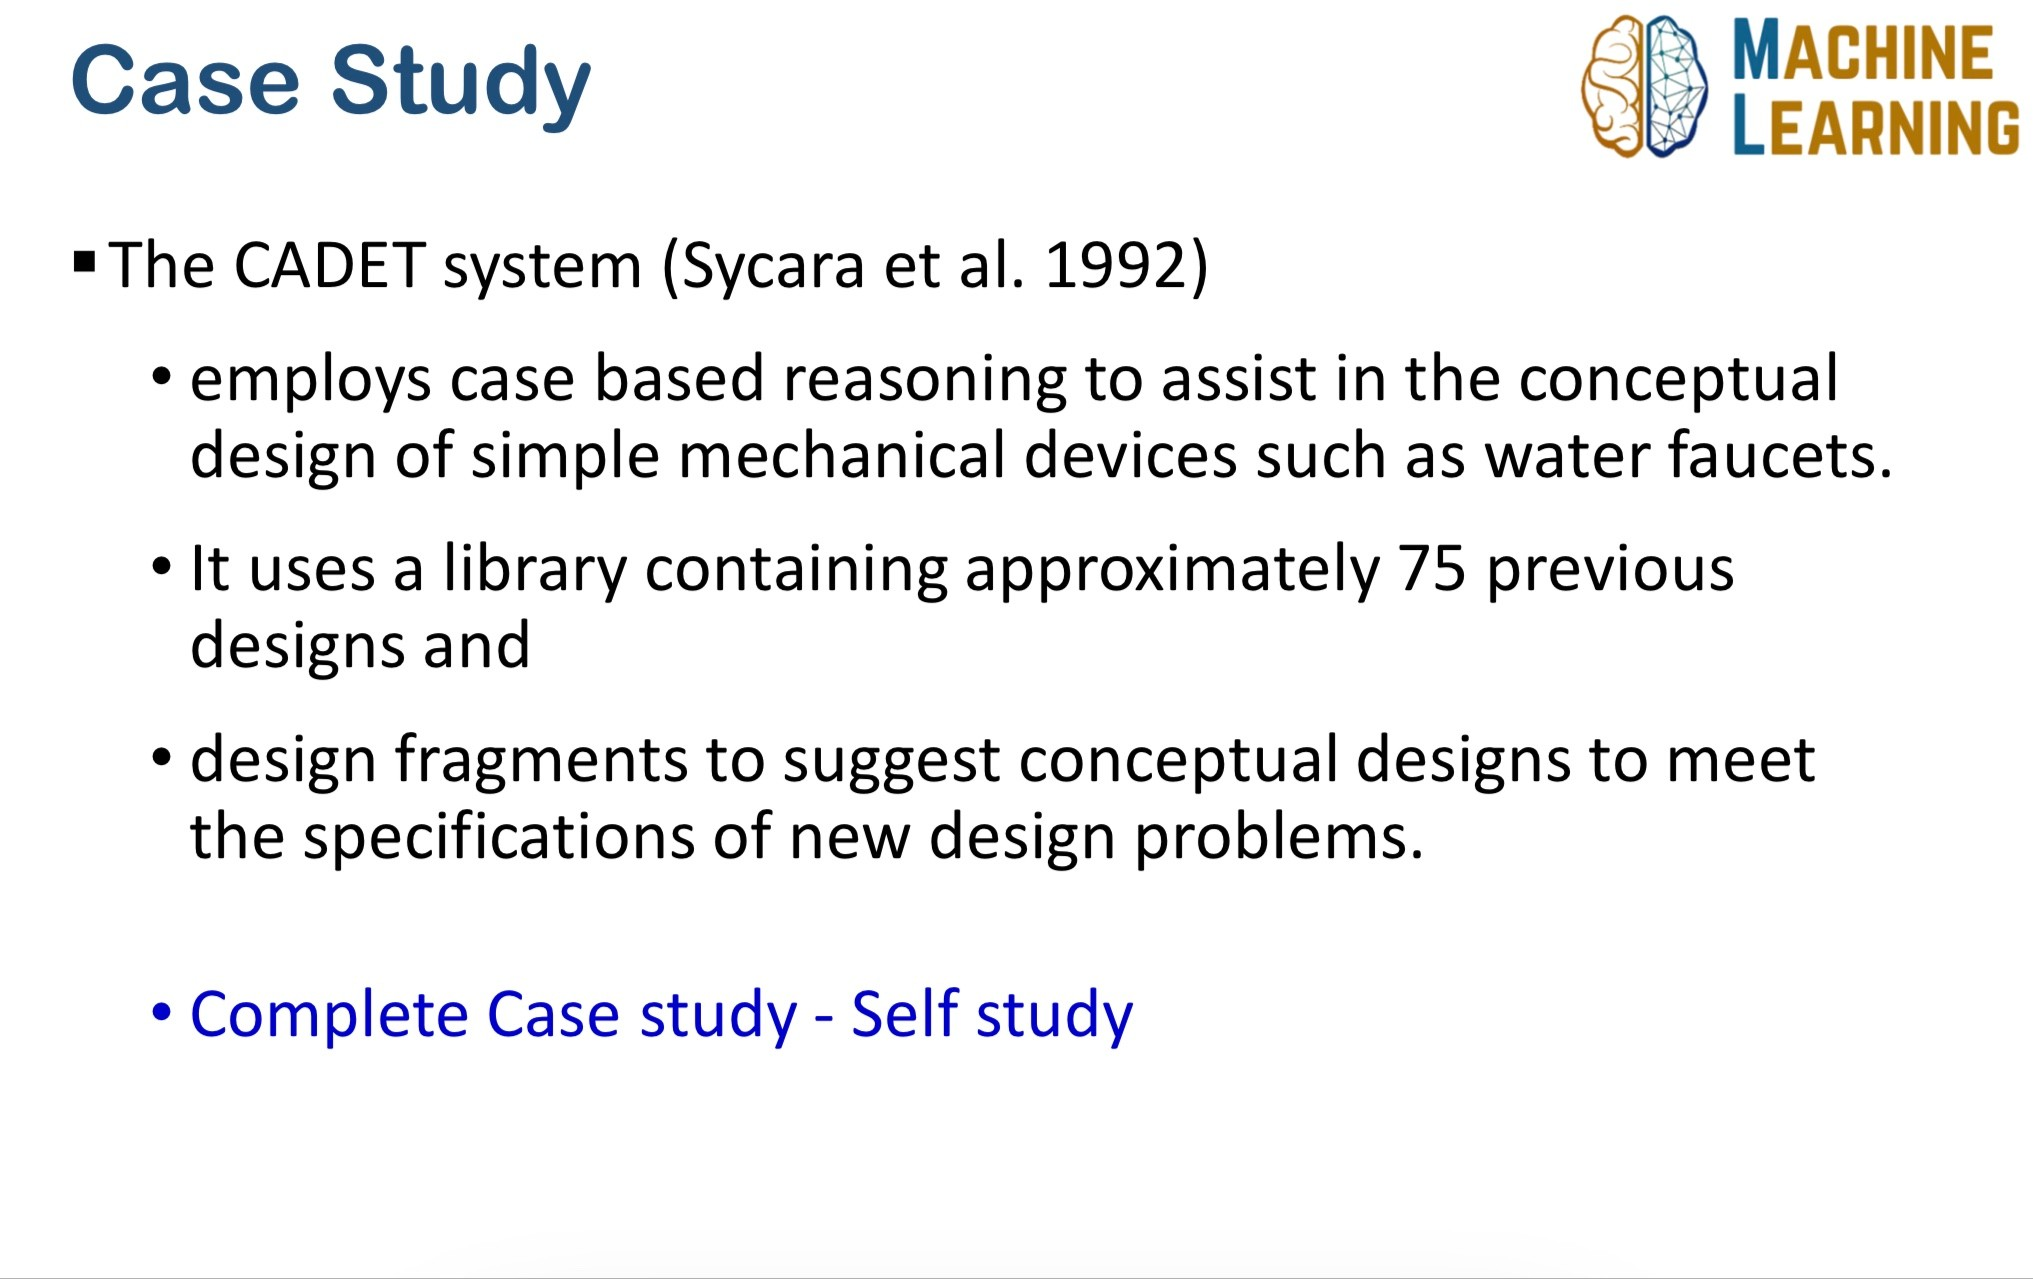 Case Study
MACHINE
LEARNING
▪ The CADET system (Sycara et al. 1992)
• employs case based reasoning to assist in the conceptual
design of simple mechanical devices such as water faucets.
• It uses a library containing approximately 75 previous
designs and
• design fragments to suggest conceptual designs to meet
the specifications of new design problems.
• Complete Case study - Self study